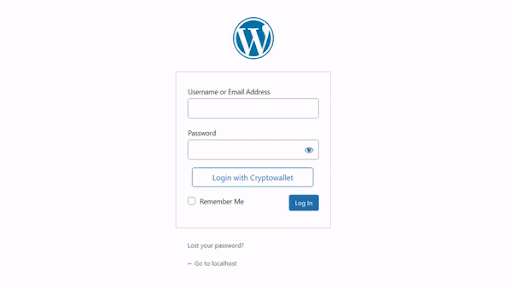 Username or Email Address
Password
Login with Cryptowallet
Remember Me
Log In
Lost your password?
← Go to localhost